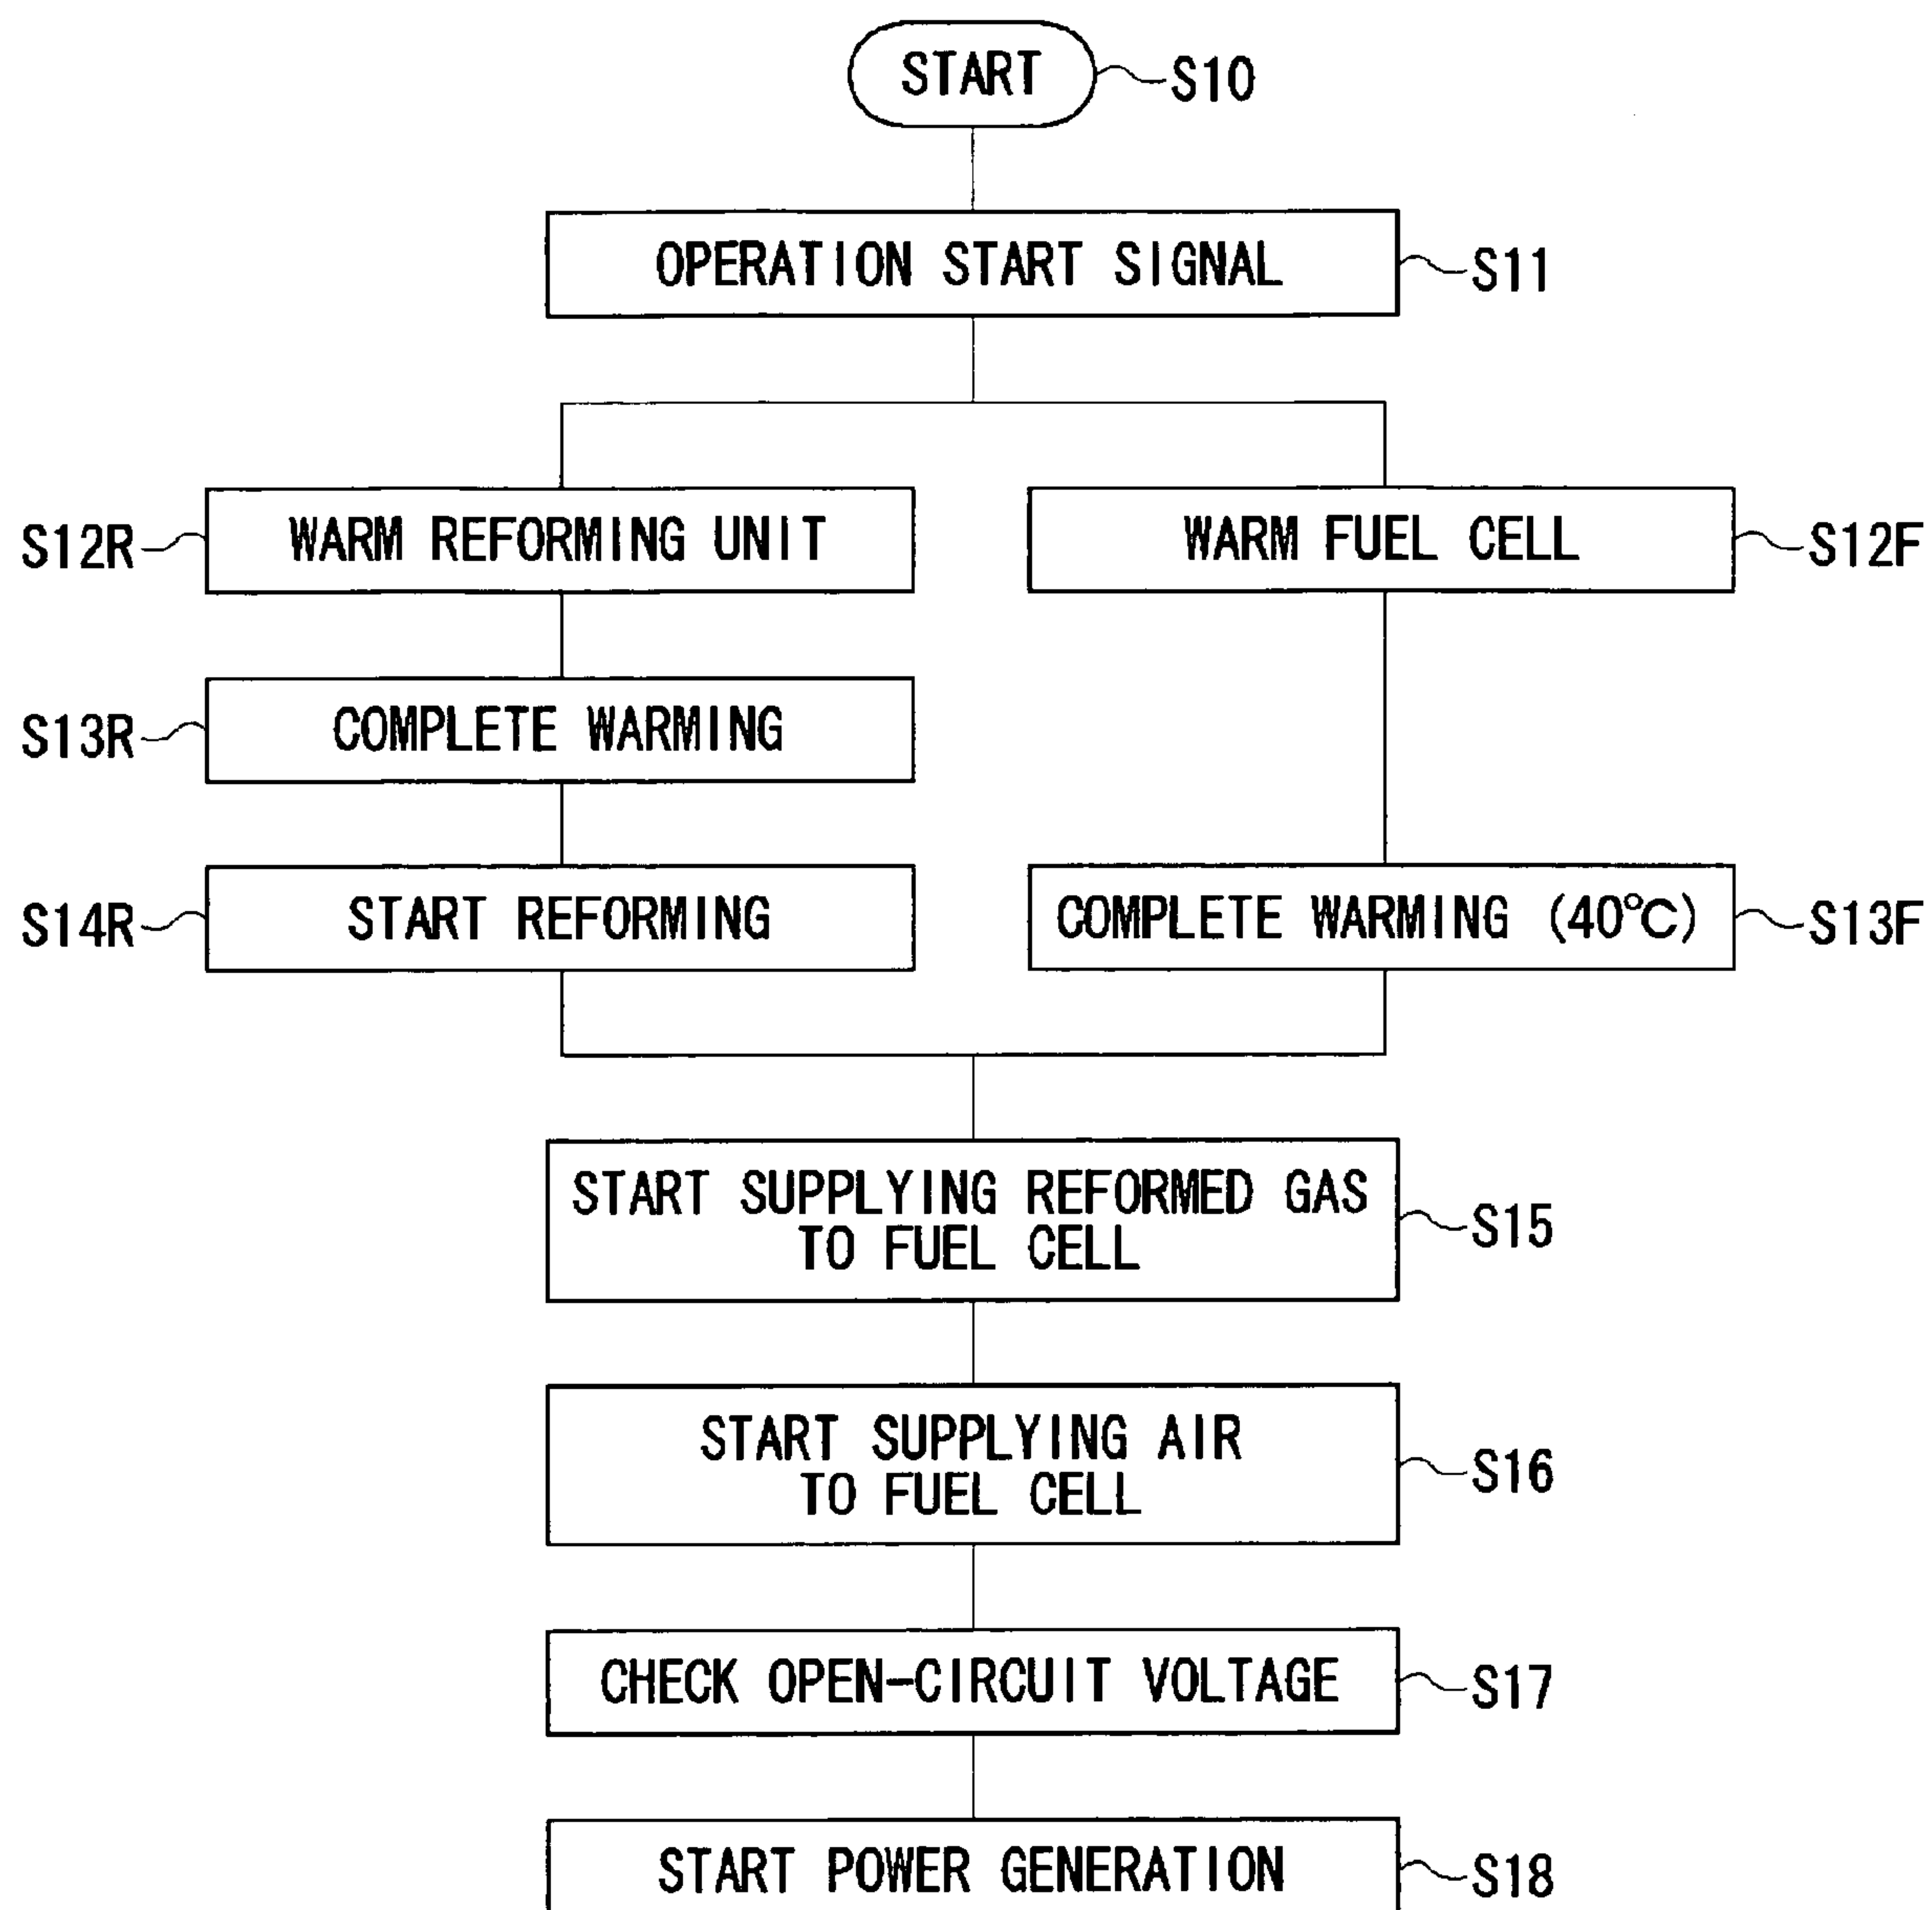 START
S10
OPERATION START SIGNAL
S11
S12R
WARM REFORMING UNIT
WARM FUEL CELL
S12F
S13R
COMPLETE WARMING
S14R
START REFORMING
COMPLETE WARMING (40°C)
S13F
START SUPPLYING REFORMED GAS
TO FUEL CELL
S15
START SUPPLYING AIR
TO FUEL CELL
S16
CHECK OPEN-CIRCUIT VOLTAGE
S17
START POWER GENERATION
S18